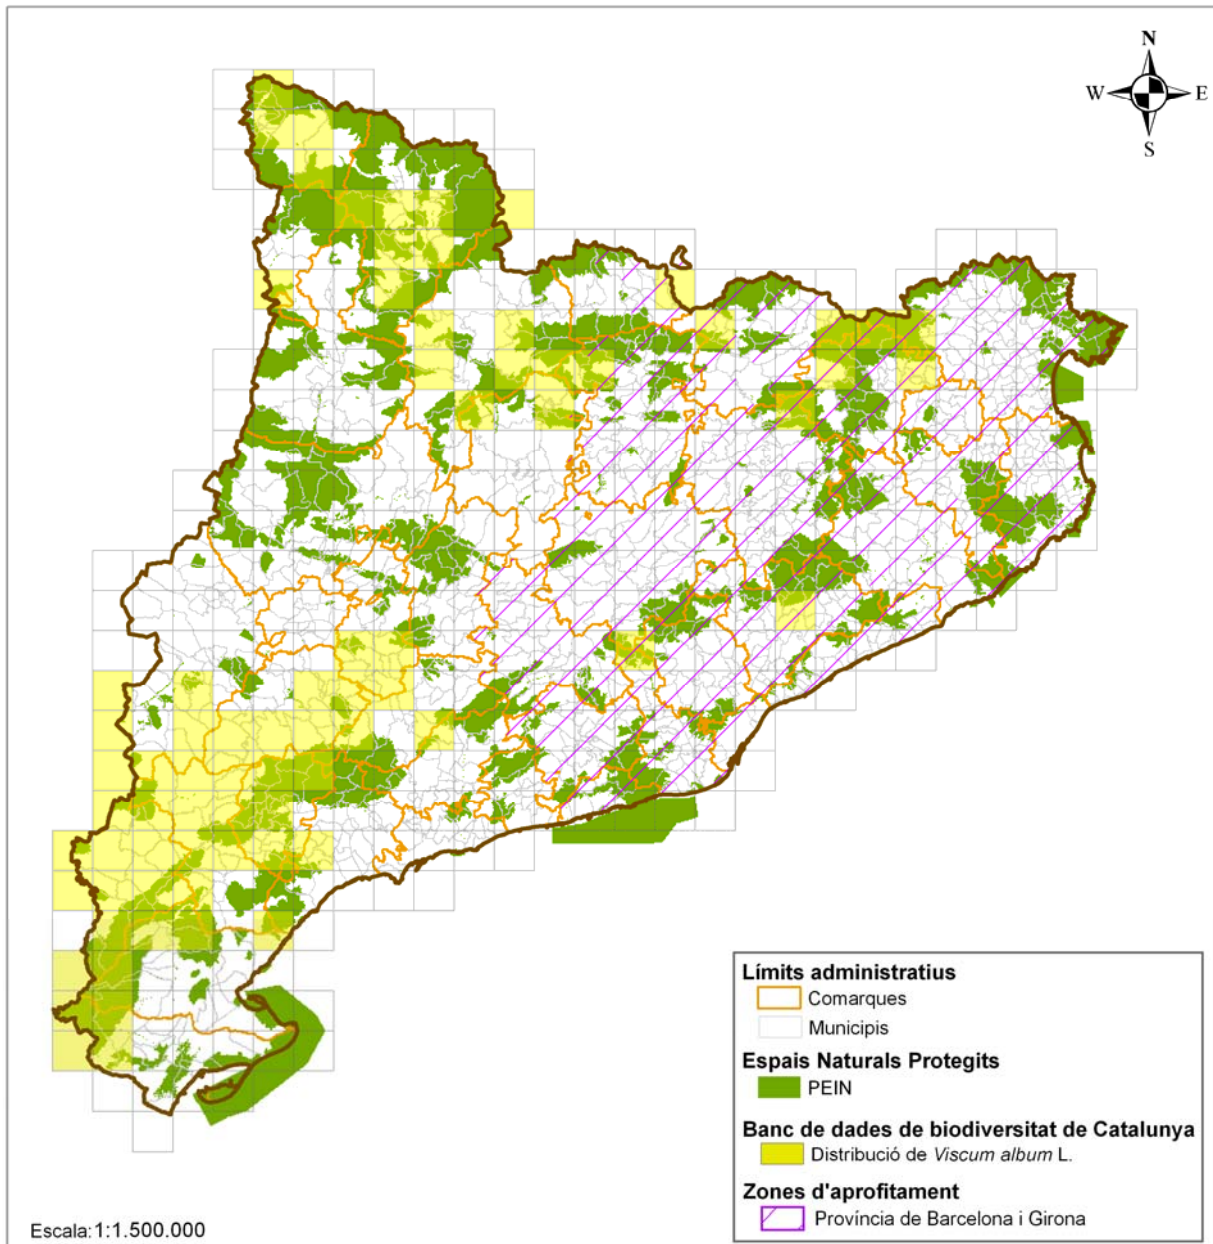 N
W E
S
Límits administratius
Comarques
Municipis
Espais Naturals Protegits
PEIN
Banc de dades de biodiversitat de Catalunya
Distribució de Viscum album L.
Zones d'aprofitament
Província de Barcelona i Girona
Escala:1:1.500.000